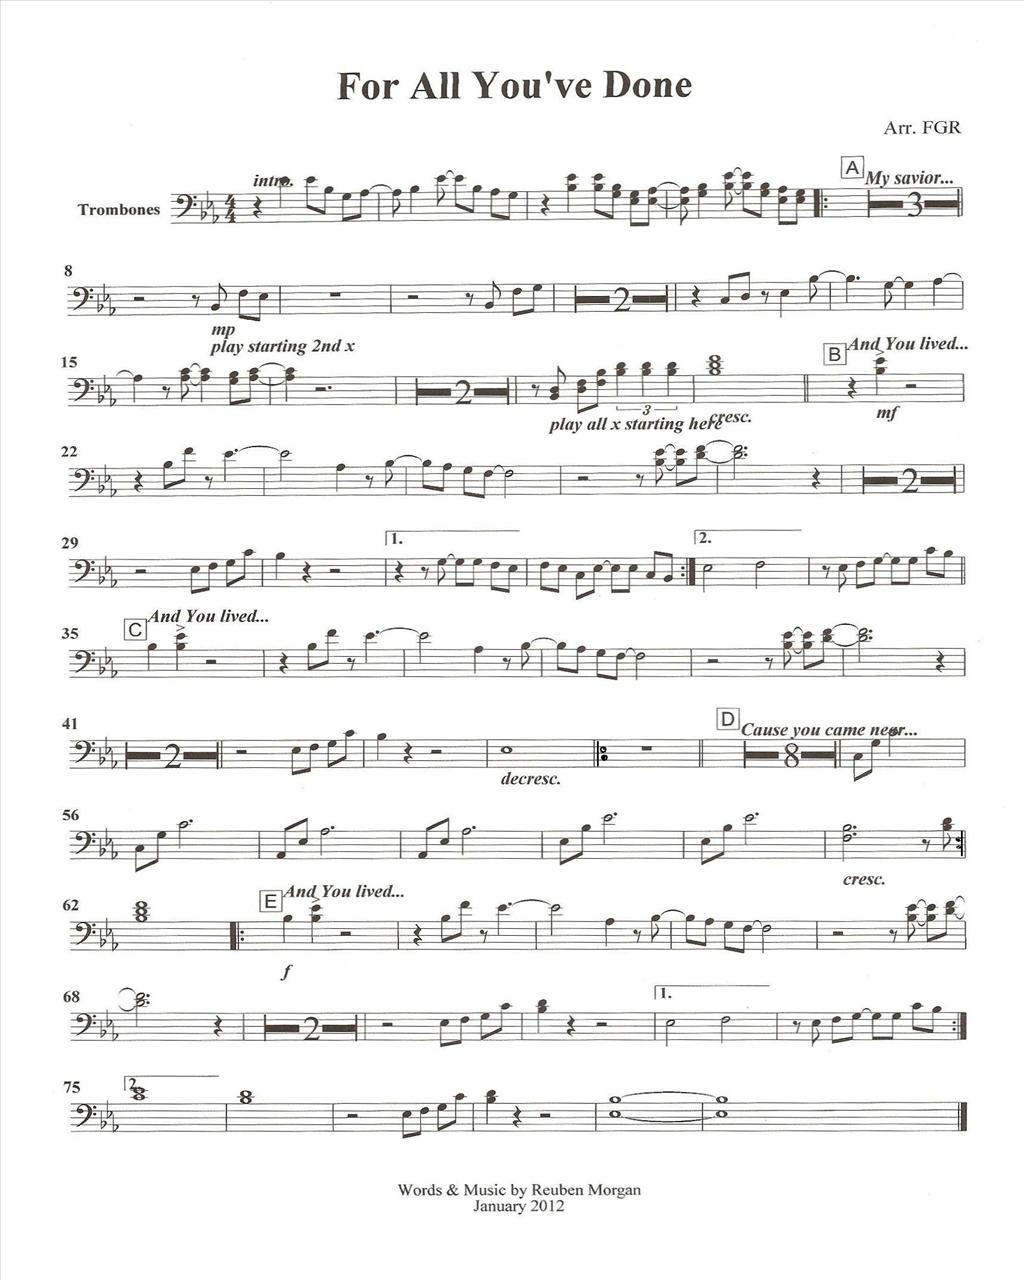 For All You've Done
Arr. FGR
Trombones
intro.
A My savior...
3
8
2
mp
play starting 2nd x
15
2
3
play all x starting here
cresc.
B And You lived...
mf
22
2
29
1.
2.
35
C And You lived...
41
2
decresc.
D Cause you came near...
8
56
cresc.
62
E And You lived...
f
68
2
1.
75
2.
Words & Music by Reuben Morgan
January 2012